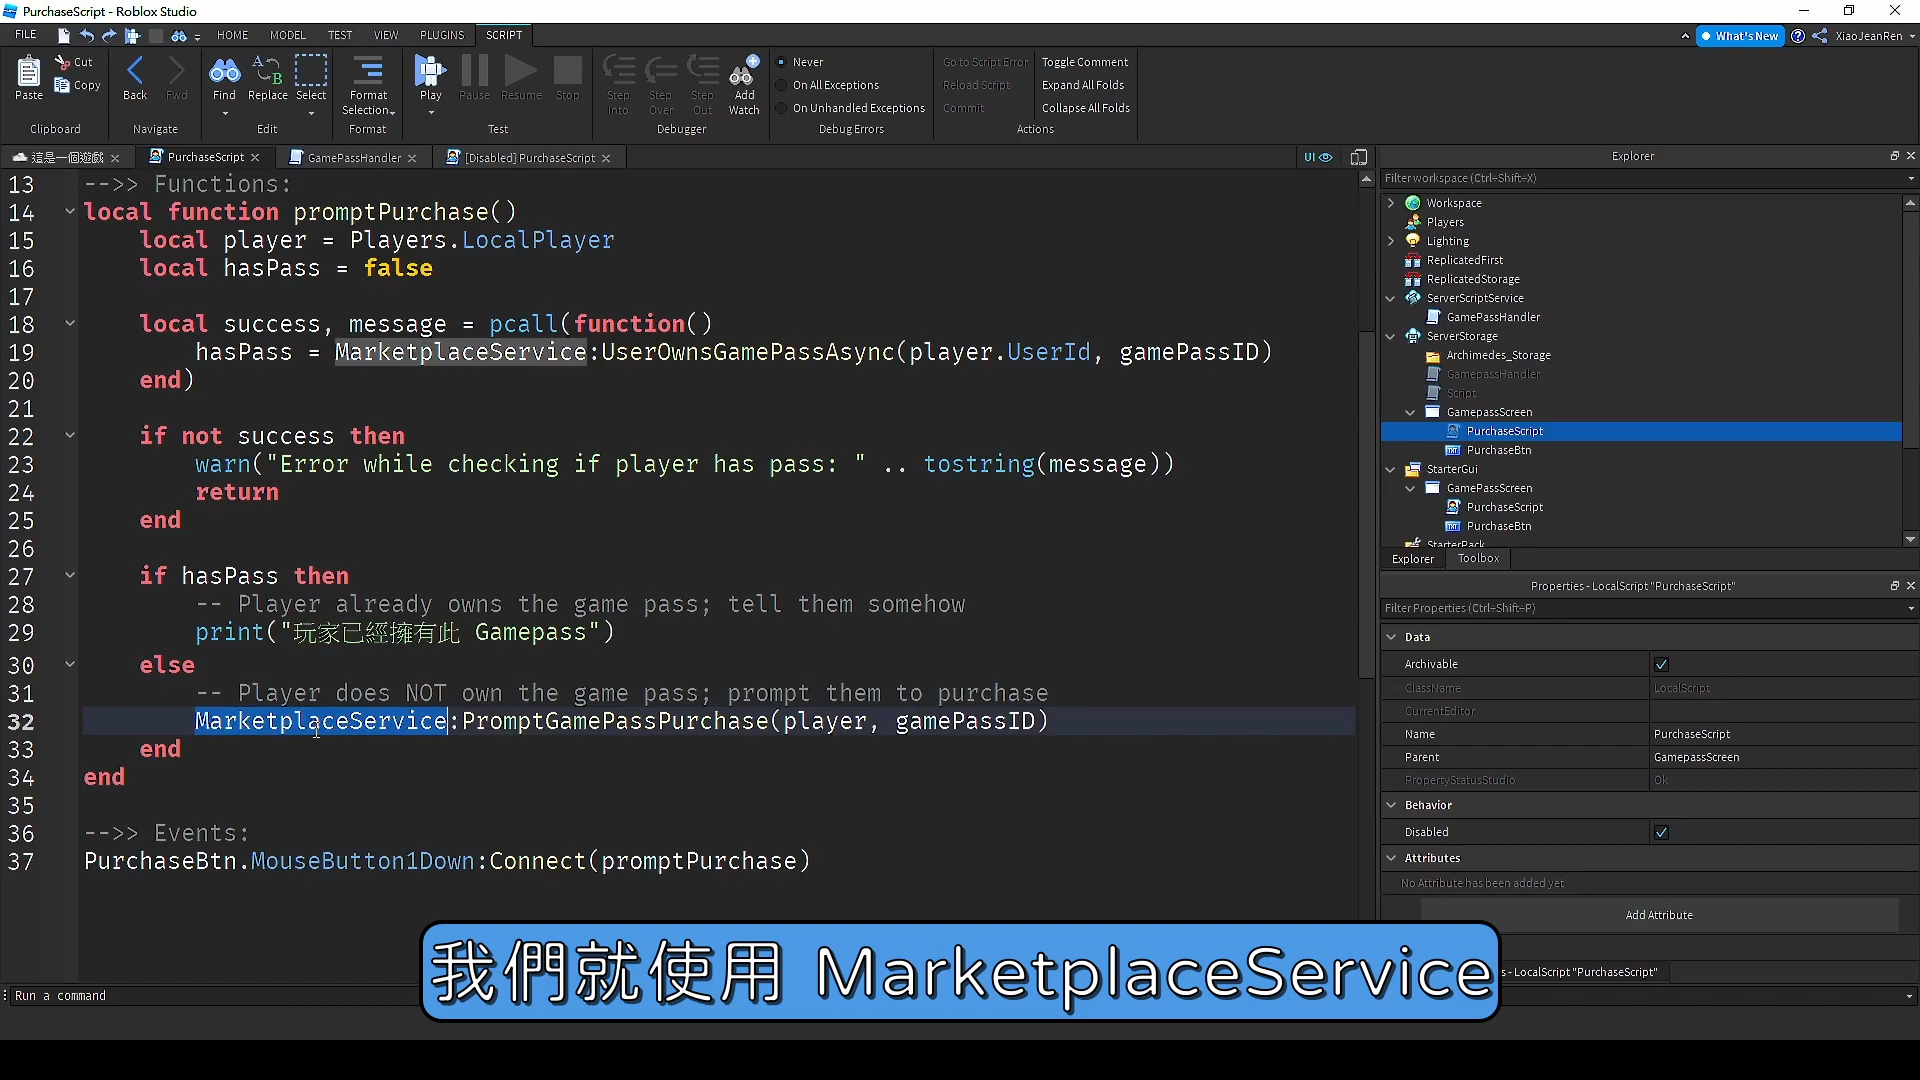 PurchaseScript - Roblox Studio
FILE HOME MODEL TEST VIEW PLUGINS SCRIPT What's New XiaoJeanRen
Cut Never Go to Script Error Toggle Comment
Copy On All Exceptions Reload Script Expand All Folds
Paste Back Fwd Find Replace Select Format Selection Play Pause Resume Stop Step Into Step Over Step Out Add Watch On Unhandled Exceptions Commit Collapse All Folds
Clipboard Navigate Edit Format Test Debugger Debug Errors Actions
這是一個遊戲 PurchaseScript GamePassHandler [Disabled] PurchaseScript UI
13 -->> Functions:
14 local function promptPurchase()
15 local player = Players.LocalPlayer
16 local hasPass = false
17
18 local success, message = pcall(function()
19 hasPass = MarketplaceService:UserOwnsGamePassAsync(player.UserId, gamePassID)
20 end)
21
22 if not success then
23 warn("Error while checking if player has pass: " .. tostring(message))
24 return
25 end
26
27 if hasPass then
28 -- Player already owns the game pass; tell them somehow
29 print("玩家已經擁有此 Gamepass")
30 else
31 -- Player does NOT own the game pass; prompt them to purchase
32 MarketplaceService:PromptGamePassPurchase(player, gamePassID)
33 end
34 end
35
36 -->> Events:
37 PurchaseBtn.MouseButton1Down:Connect(promptPurchase)
Explorer
Filter workspace (Ctrl-Shift-X)
Workspace
Players
Lighting
ReplicatedFirst
ReplicatedStorage
ServerScriptService
GamePassHandler
ServerStorage
Archimedes_Storage
GamepassHandler
Script
GamepassScreen
PurchaseScript
PurchaseBtn
StarterGui
GamePassScreen
PurchaseScript
PurchaseBtn
StarterPack
Explorer Toolbox
Properties - LocalScript "PurchaseScript"
Filter Properties (Ctrl-Shift-P)
Data
Archivable
ClassName LocalScript
CurrentEditor
Name PurchaseScript
Parent GamepassScreen
PropertyStatusStudio Ok
Behavior
Disabled
Attributes
No Attribute has been added yet
Add Attribute
s - LocalScript "PurchaseScript"
Run a command
我們就使用 MarketplaceService